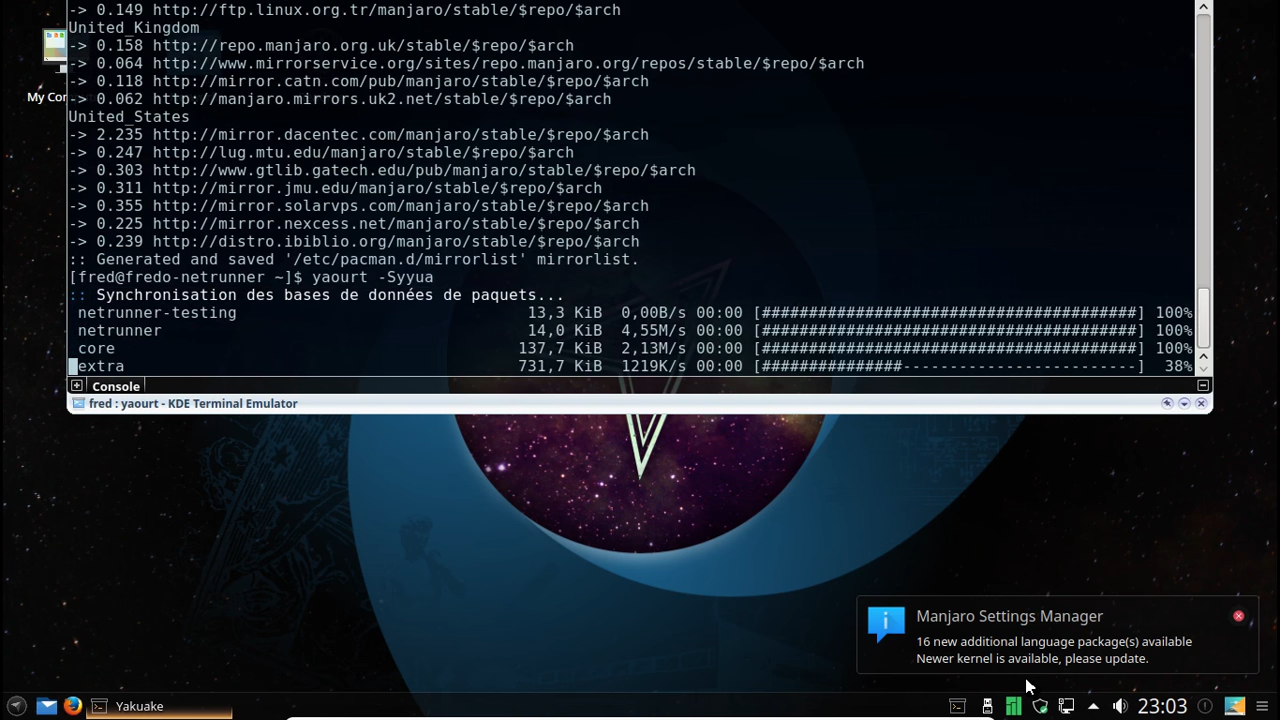 -> 0.149 http://ftp.linux.org.tr/manjaro/stable/$repo/$arch
United_Kingdom
-> 0.158 http://repo.manjaro.org.uk/stable/$repo/$arch
-> 0.064 http://www.mirrorservice.org/sites/repo.manjaro.org/repos/stable/$repo/$arch
-> 0.118 http://mirror.catn.com/pub/manjaro/stable/$repo/$arch
My Co
-> 0.062 http://manjaro.mirrors.uk2.net/stable/$repo/$arch
United_States
-> 2.235 http://mirror.dacentec.com/manjaro/stable/$repo/$arch
-> 0.247 http://lug.mtu.edu/manjaro/stable/$repo/$arch
-> 0.303 http://www.gtlib.gatech.edu/pub/manjaro/stable/$repo/$arch
-> 0.311 http://mirror.jmu.edu/manjaro/stable/$repo/$arch
-> 0.355 http://mirror.solarvps.com/manjaro/stable/$repo/$arch
-> 0.225 http://mirror.nexcess.net/manjaro/stable/$repo/$arch
-> 0.239 http://distro.ibiblio.org/manjaro/stable/$repo/$arch
:: Generated and saved '/etc/pacman.d/mirrorlist' mirrorlist.
[fred@fredo-netrunner ~]$ yaourt -Syyua
:: Synchronisation des bases de données de paquets...
netrunner-testing 13,3 KiB 0,00B/s 00:00 [########################################] 100%
netrunner 14,0 KiB 4,55M/s 00:00 [########################################] 100%
core 137,7 KiB 2,13M/s 00:00 [########################################] 100%
extra 731,7 KiB 1219K/s 00:00 [###############-------------------------] 38%
Console
fred : yaourt - KDE Terminal Emulator
Manjaro Settings Manager
16 new additional language package(s) available
Newer kernel is available, please update.
Yakuake
23:03